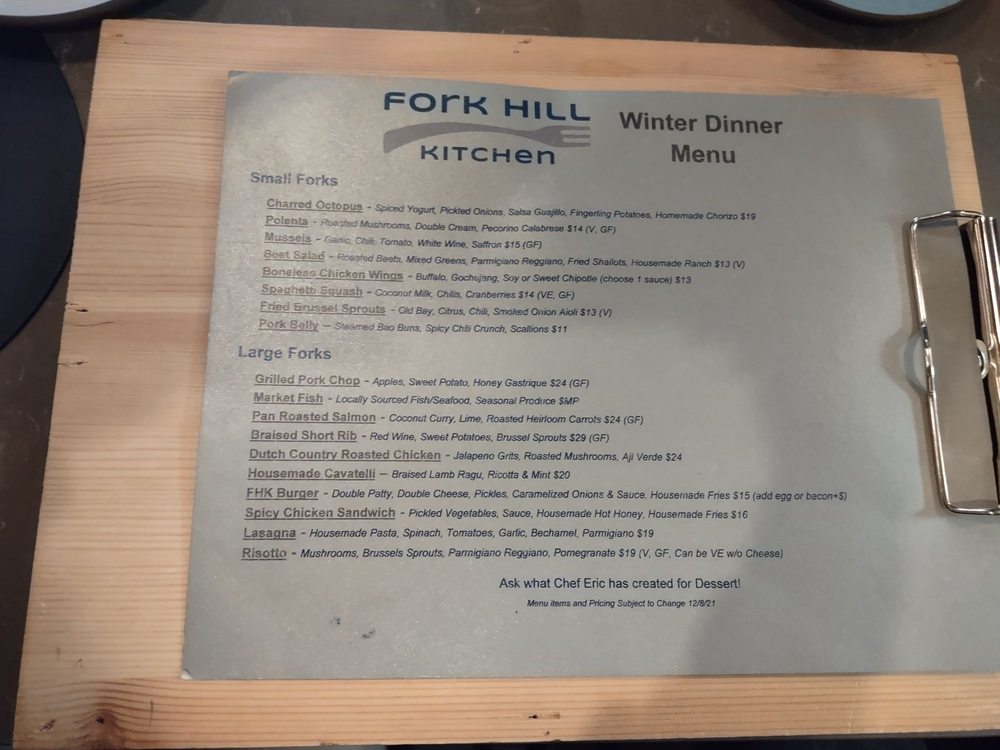 FORK HILL
KITCHEN
Winter Dinner
Menu
Small Forks
Charred Octopus - Spiced Yogurt, Pickled Onions, Salsa Guajillo, Fingerling Potatoes, Homemade Chorizo $19
Polenta - Roasted Mushrooms, Double Cream, Pecorino Calabrese $14 (V, GF)
Mussels - Garlic, Chili, Tomato, White Wine, Saffron $15 (GF)
Beet Salad - Roasted Beets, Mixed Greens, Parmigiano Reggiano, Fried Shallots, Housemade Ranch $13 (V)
Boneless Chicken Wings - Buffalo, Gochujang, Soy or Sweet Chipotle (choose 1 sauce) $13
Spaghetti Squash - Coconut Milk, Chilis, Cranberries $14 (VE, GF)
Fried Brussel Sprouts - Old Bay, Citrus, Chili, Smoked Onion Aioli $13 (V)
Pork Belly – Steamed Bao Buns, Spicy Chili Crunch, Scallions $11
Large Forks
Grilled Pork Chop - Apples, Sweet Potato, Honey Gastrique $24 (GF)
Market Fish - Locally Sourced Fish/Seafood, Seasonal Produce $MP
Pan Roasted Salmon - Coconut Curry, Lime, Roasted Heirloom Carrots $24 (GF)
Braised Short Rib - Red Wine, Sweet Potatoes, Brussel Sprouts $29 (GF)
Dutch Country Roasted Chicken - Jalapeno Grits, Roasted Mushrooms, Aji Verde $24
Housemade Cavatelli – Braised Lamb Ragu, Ricotta & Mint $20
FHK Burger - Double Patty, Double Cheese, Pickles, Caramelized Onions & Sauce, Housemade Fries $15 (add egg or bacon+$)
Spicy Chicken Sandwich - Pickled Vegetables, Sauce, Housemade Hot Honey, Housemade Fries $16
Lasagna - Housemade Pasta, Spinach, Tomatoes, Garlic, Bechamel, Parmigiano $19
Risotto - Mushrooms, Brussels Sprouts, Parmigiano Reggiano, Pomegranate $19 (V, GF, Can be VE w/o Cheese)
Ask what Chef Eric has created for Dessert!
Menu items and Pricing Subject to Change 12/8/21